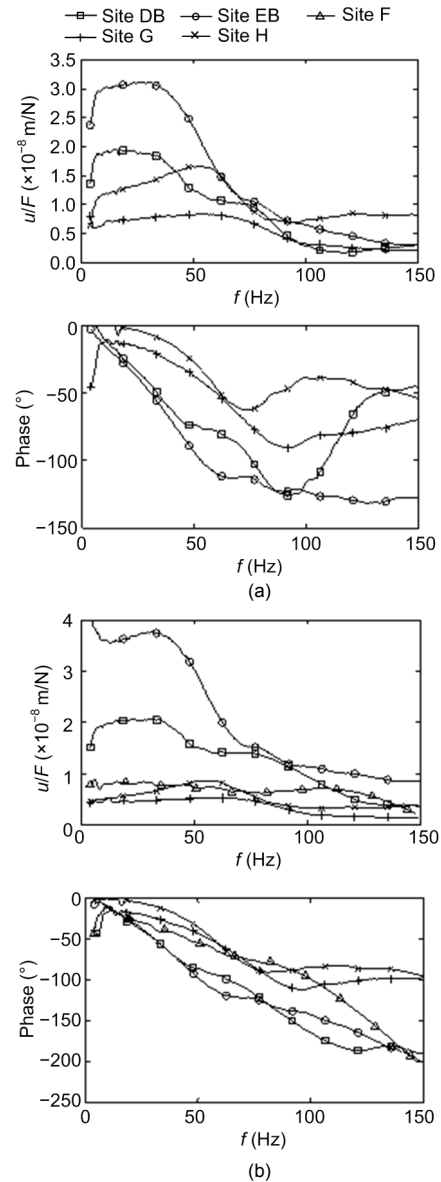 Site DB Site EB Site F
Site G Site H
u/F (×10⁻⁸ m/N)
3.5
3.0
2.5
2.0
1.5
1.0
0.5
0.0
0 50 100 150
f (Hz)
Phase (°)
0
−50
−100
−150
0 50 100 150
f (Hz)
(a)
u/F (×10⁻⁸ m/N)
4
3
2
1
0
0 50 100 150
f (Hz)
Phase (°)
0
−50
−100
−150
−200
−250
0 50 100 150
f (Hz)
(b)